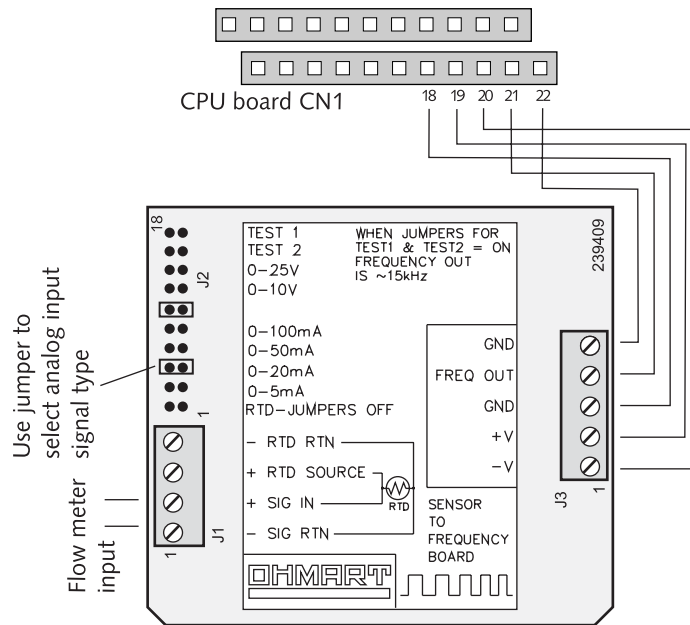 CPU board CN1
18 19 20 21 22
18
J2
1
TEST 1
TEST 2
0-25V
0-10V
0-100mA
0-50mA
0-20mA
0-5mA
RTD-JUMPERS OFF
WHEN JUMPERS FOR
TEST1 & TEST2 = ON
FREQUENCY OUT
IS ~15kHz
239409
Use jumper to
select analog input
signal type
GND
FREQ OUT
GND
+V
-V
J3
1
- RTD RTN
+ RTD SOURCE
+ SIG IN
- SIG RTN
RTD
J1
1
Flow meter
input
SENSOR
TO
FREQUENCY
BOARD
OHMART